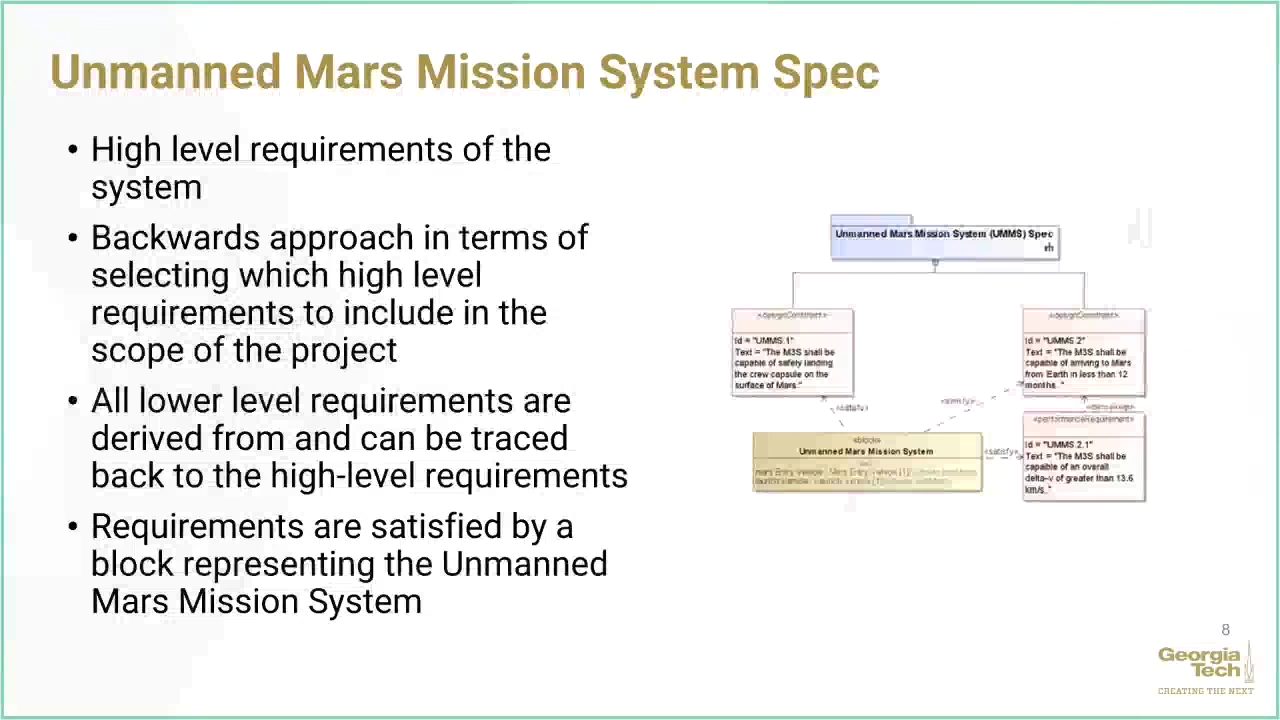 Unmanned Mars Mission System Spec
• High level requirements of the
system
• Backwards approach in terms of
selecting which high level
requirements to include in the
scope of the project
• All lower level requirements are
derived from and can be traced
back to the high-level requirements
• Requirements are satisfied by a
block representing the Unmanned
Mars Mission System
Unmanned Mars Mission System (UMMS) Spec
«designConstraint»
Id = "UMMS.1"
Text = "The M3S shall be
capable of safely landing
the crew capsule on the
surface of Mars."
«designConstraint»
Id = "UMMS.2"
Text = "The M3S shall be
capable of arriving to Mars
from Earth in less than 12
months."
«satisfy»
«satisfy»
«deriveReqt»
«performanceRequirement»
Id = "UMMS.2.1"
Text = "The M3S shall be
capable of an overall
delta-v of greater than 13.6
km/s."
«block»
Unmanned Mars Mission System
«satisfy»
8
Georgia
Tech
CREATING THE NEXT